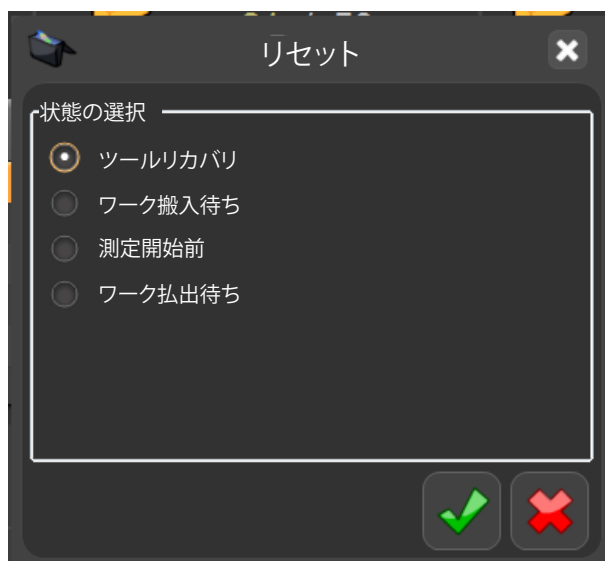 リセット
状態の選択
ツールリカバリ
ワーク搬入待ち
測定開始前
ワーク払出待ち